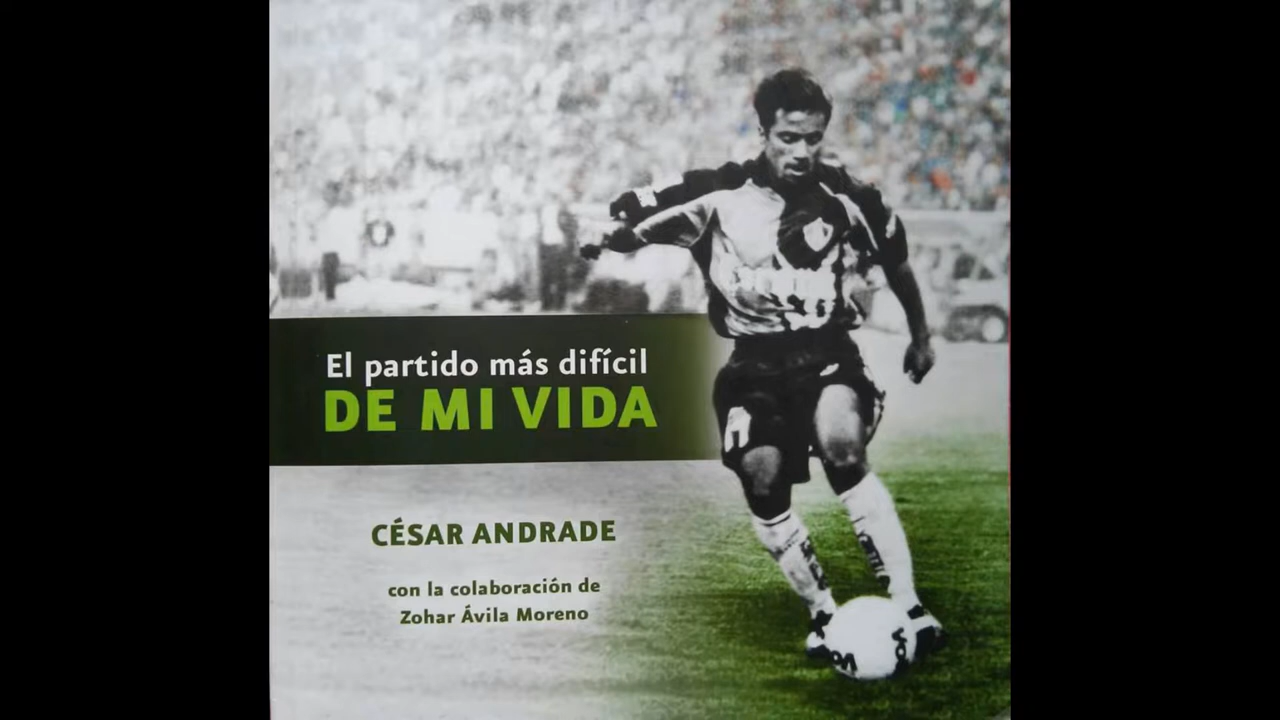 El partido más difícil
DE MI VIDA
CÉSAR ANDRADE
con la colaboración de
Zohar Ávila Moreno